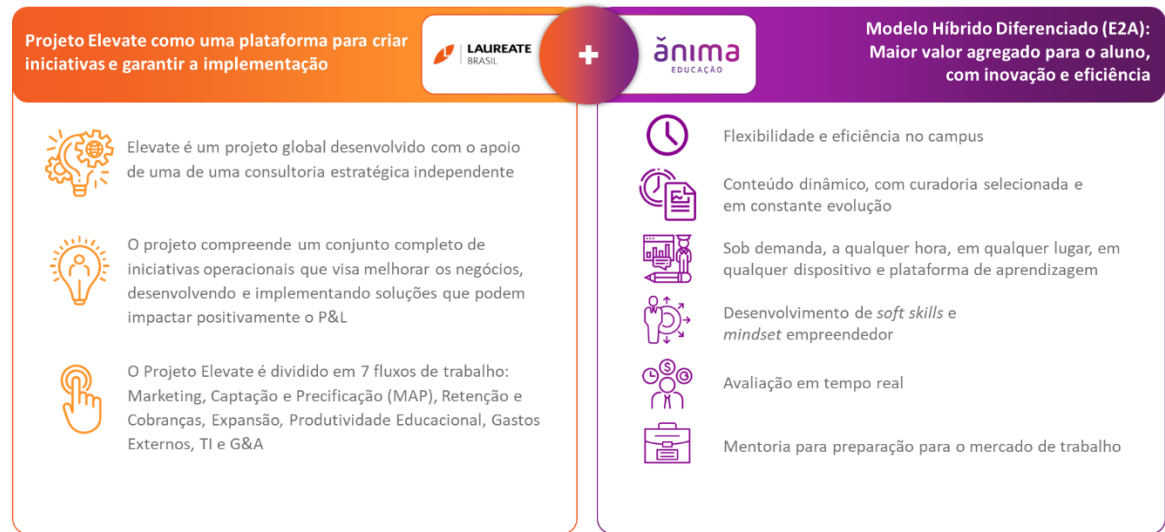 Projeto Elevate como uma plataforma para criar
iniciativas e garantir a implementação
LAUREATE
BRASIL
+
ănima
EDUCAÇÃO
Modelo Híbrido Diferenciado (E2A):
Maior valor agregado para o aluno,
com inovação e eficiência
Elevate é um projeto global desenvolvido com o apoio
de uma de uma consultoria estratégica independente
O projeto compreende um conjunto completo de
iniciativas operacionais que visa melhorar os negócios,
desenvolvendo e implementando soluções que podem
impactar positivamente o P&L
O Projeto Elevate é dividido em 7 fluxos de trabalho:
Marketing, Captação e Precificação (MAP), Retenção e
Cobranças, Expansão, Produtividade Educacional, Gastos
Externos, TI e G&A
Flexibilidade e eficiência no campus
Conteúdo dinâmico, com curadoria selecionada e
em constante evolução
Sob demanda, a qualquer hora, em qualquer lugar, em
qualquer dispositivo e plataforma de aprendizagem
Desenvolvimento de soft skills e
mindset empreendedor
Avaliação em tempo real
Mentoria para preparação para o mercado de trabalho